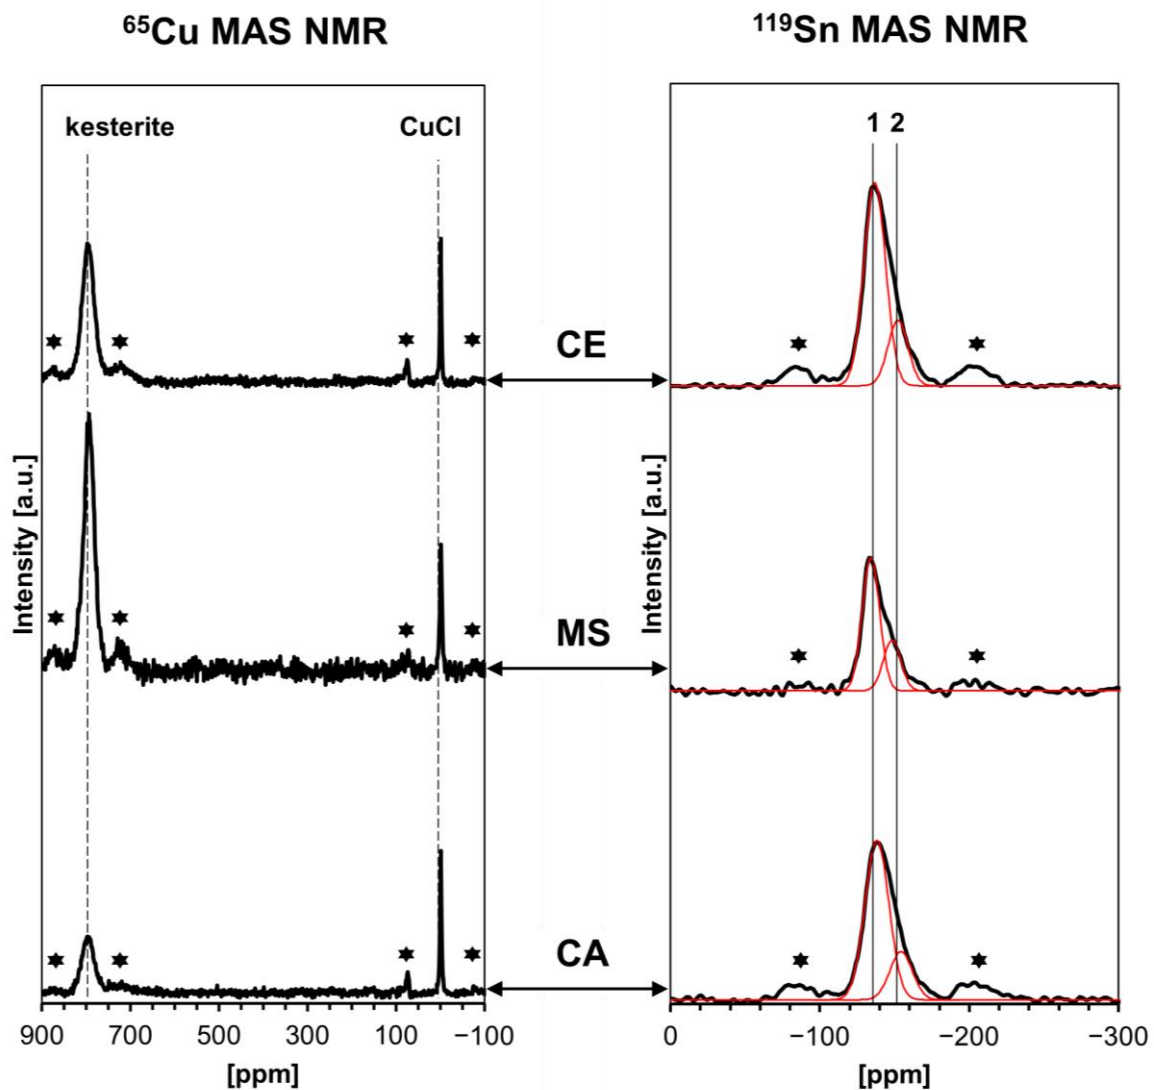 ⁶⁵Cu MAS NMR
kesterite
CuCl
Intensity [a.u.]
900 700 500 300 100 −100
[ppm]
CE
MS
CA
¹¹⁹Sn MAS NMR
1 2
Intensity [a.u.]
0 −100 −200 −300
[ppm]